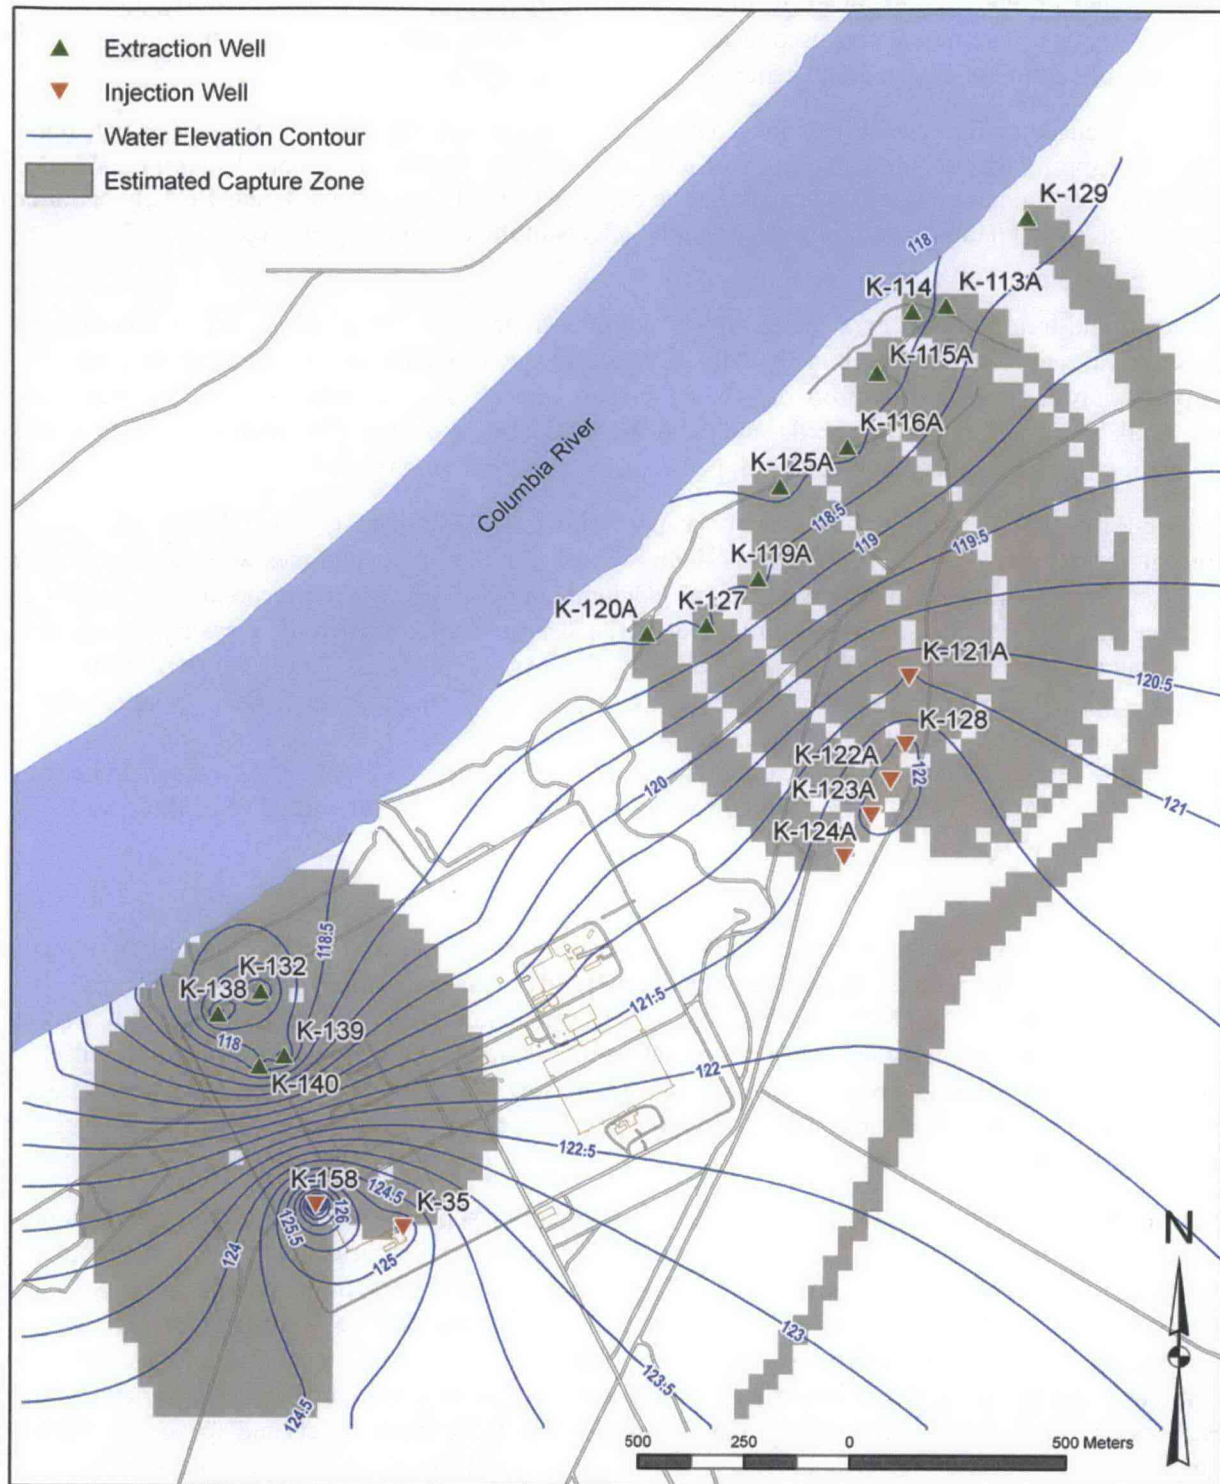 Extraction Well
Injection Well
Water Elevation Contour
Estimated Capture Zone
K-129
118
K-114
K-113A
K-115A
K-116A
Columbia River
K-125A
118.5
119
119.5
K-119A
K-120A
K-127
K-121A
120.5
K-128
K-122A
122
120
K-123A
121
K-124A
118.5
K-132
K-138
121.5
K-139
118
K-140
122
122.5
K-158
124.5
K-35
126
125.5
N
124
125
123
123.5
124.5
500 250 0 500 Meters